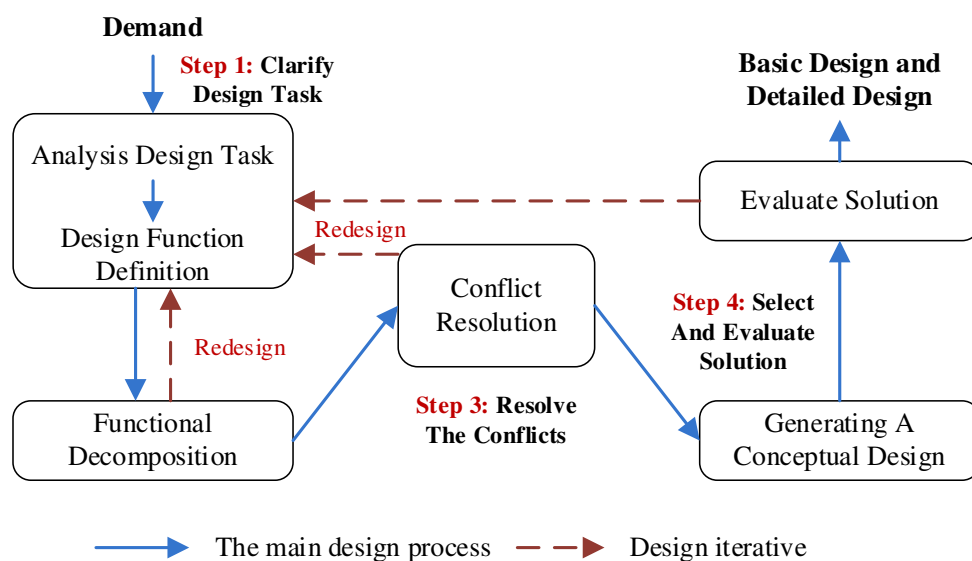 Demand
Step 1: Clarify
Design Task
Analysis Design Task
Design Function
Definition
Redesign
Functional
Decomposition
Redesign
Conflict
Resolution
Step 3: Resolve
The Conflicts
Basic Design and
Detailed Design
Evaluate Solution
Step 4: Select
And Evaluate
Solution
Generating A
Conceptual Design
The main design process
Design iterative